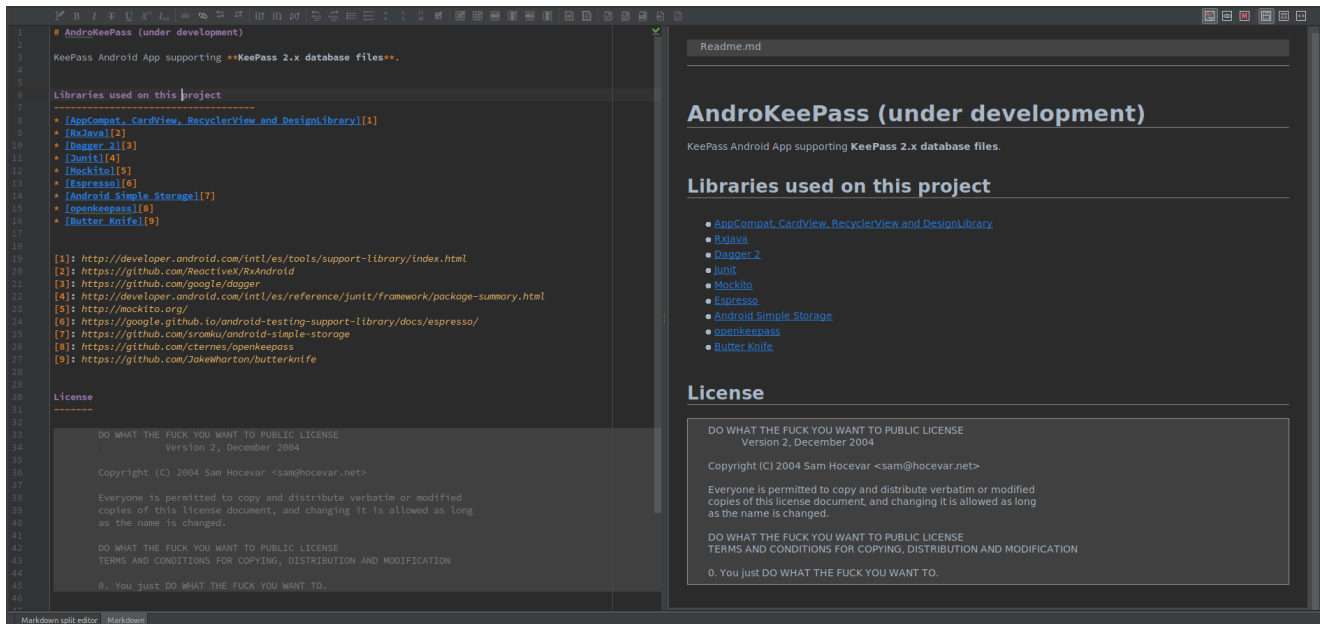 # AndroKeePass (under development)
KeePass Android App supporting **KeePass 2.x database files**.
Libraries used on this project
------------------------------------
* [AppCompat, CardView, RecyclerView and DesignLibrary][1]
* [RxJava][2]
* [Dagger 2][3]
* [Junit][4]
* [Mockito][5]
* [Espresso][6]
* [Android Simple Storage][7]
* [openkeepass][8]
* [Butter Knife][9]
[1]: http://developer.android.com/intl/es/tools/support-library/index.html
[2]: https://github.com/ReactiveX/RxAndroid
[3]: https://github.com/google/dagger
[4]: http://developer.android.com/intl/es/reference/junit/framework/package-summary.html
[5]: http://mockito.org/
[6]: https://google.github.io/android-testing-support-library/docs/espresso/
[7]: https://github.com/sromku/android-simple-storage
[8]: https://github.com/cternes/openkeepass
[9]: https://github.com/JakeWharton/butterknife
License
-------
DO WHAT THE FUCK YOU WANT TO PUBLIC LICENSE
Version 2, December 2004
Copyright (C) 2004 Sam Hocevar <sam@hocevar.net>
Everyone is permitted to copy and distribute verbatim or modified
copies of this license document, and changing it is allowed as long
as the name is changed.
DO WHAT THE FUCK YOU WANT TO PUBLIC LICENSE
TERMS AND CONDITIONS FOR COPYING, DISTRIBUTION AND MODIFICATION
0. You just DO WHAT THE FUCK YOU WANT TO.
Readme.md
AndroKeePass (under development)
KeePass Android App supporting KeePass 2.x database files.
Libraries used on this project
AppCompat, CardView, RecyclerView and DesignLibrary
RxJava
Dagger 2
Junit
Mockito
Espresso
Android Simple Storage
openkeepass
Butter Knife
License
DO WHAT THE FUCK YOU WANT TO PUBLIC LICENSE
Version 2, December 2004
Copyright (C) 2004 Sam Hocevar <sam@hocevar.net>
Everyone is permitted to copy and distribute verbatim or modified
copies of this license document, and changing it is allowed as long
as the name is changed.
DO WHAT THE FUCK YOU WANT TO PUBLIC LICENSE
TERMS AND CONDITIONS FOR COPYING, DISTRIBUTION AND MODIFICATION
0. You just DO WHAT THE FUCK YOU WANT TO.
Markdown split editor Markdown